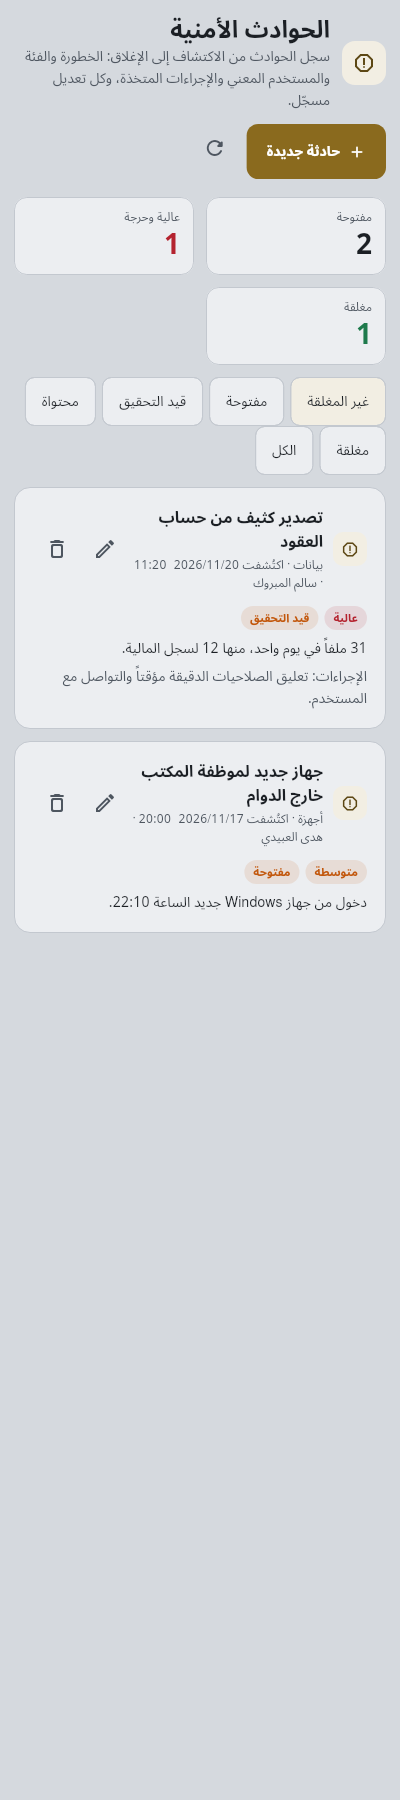 الحوادث الأمنية
سجل الحوادث من الاكتشاف إلى الإغلاق: الخطورة والفئة
والمستخدم المعني والإجراءات المتخذة، وكل تعديل
مسجّل.
+ حادثة جديدة
مفتوحة
2
عالية وحرجة
1
مغلقة
1
غير المغلقة
مفتوحة
قيد التحقيق
محتواة
مغلقة
الكل
تصدير كثيف من حساب
العقود
بيانات · اكتُشفت 2026/11/20 11:20
· سالم المبروك
عالية
قيد التحقيق
31 ملفاً في يوم واحد، منها 12 لسجل المالية.
الإجراءات: تعليق الصلاحيات الدقيقة مؤقتاً والتواصل مع
المستخدم.
جهاز جديد لموظفة المكتب
خارج الدوام
أجهزة · اكتُشفت 2026/11/17 20:00 ·
هدى العبيدي
متوسطة
مفتوحة
دخول من جهاز Windows جديد الساعة 22:10.